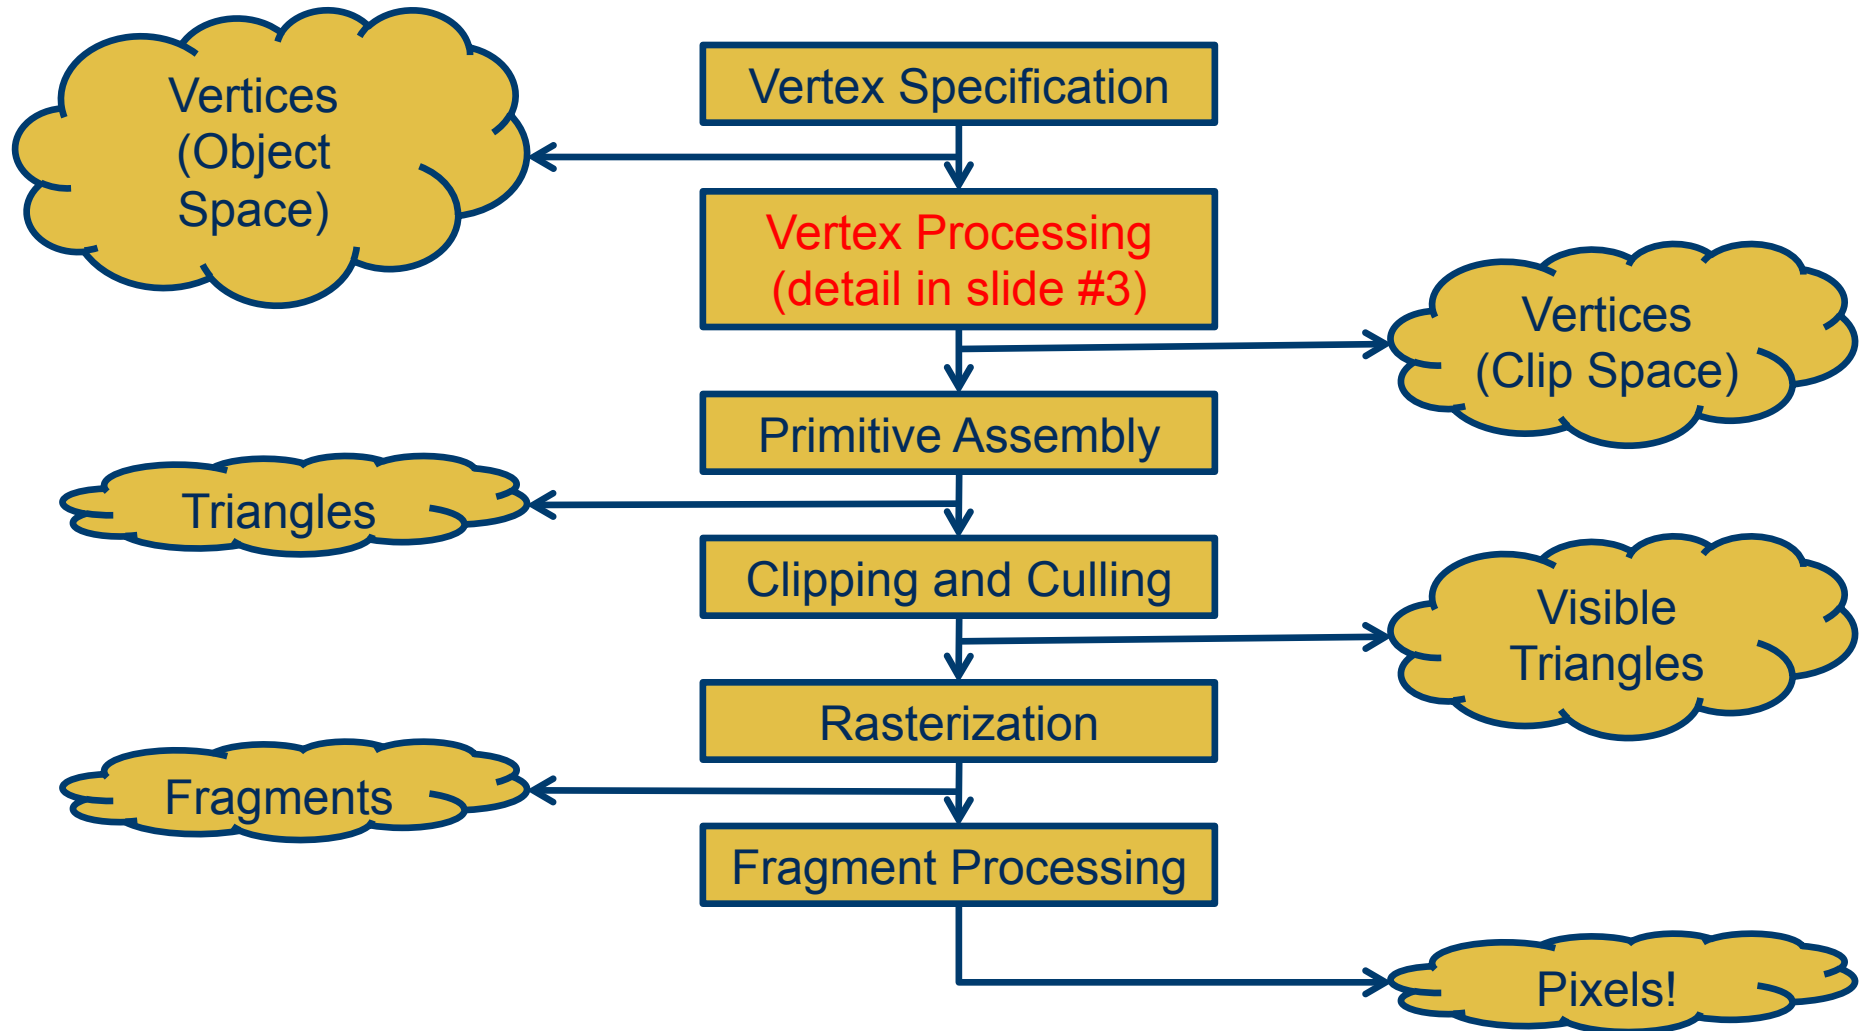 Vertex Specification
Vertices
(Object
Space)
Vertex Processing
(detail in slide #3)
Vertices
(Clip Space)
Primitive Assembly
Triangles
Clipping and Culling
Visible
Triangles
Rasterization
Fragments
Fragment Processing
Pixels!